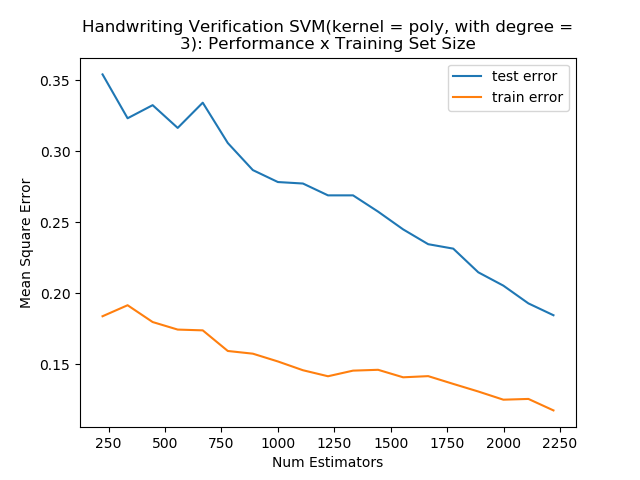 Handwriting Verification SVM(kernel = poly, with degree =
3): Performance x Training Set Size
test error
train error
0.35
0.30
0.25
0.20
0.15
Mean Square Error
250 500 750 1000 1250 1500 1750 2000 2250
Num Estimators